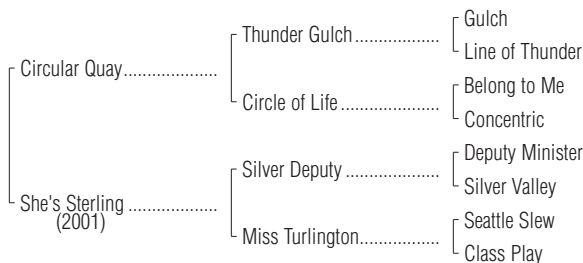 Gulch
Thunder Gulch
Line of Thunder
Circular Quay
Belong to Me
Circle of Life
Concentric
Deputy Minister
Silver Deputy
Silver Valley
She's Sterling
(2001)
Seattle Slew
Miss Turlington
Class Play